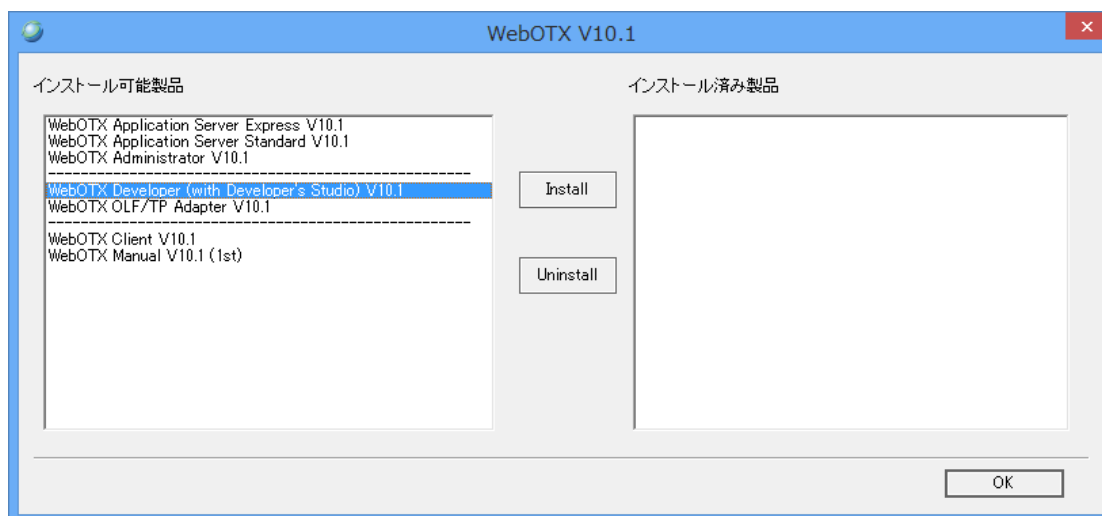 WebOTX V10.1
インストール可能製品
インストール済み製品
WebOTX Application Server Express V10.1
WebOTX Application Server Standard V10.1
WebOTX Administrator V10.1
WebOTX Developer (with Developer's Studio) V10.1
WebOTX OLF/TP Adapter V10.1
WebOTX Client V10.1
WebOTX Manual V10.1 (1st)
Install
Uninstall
OK